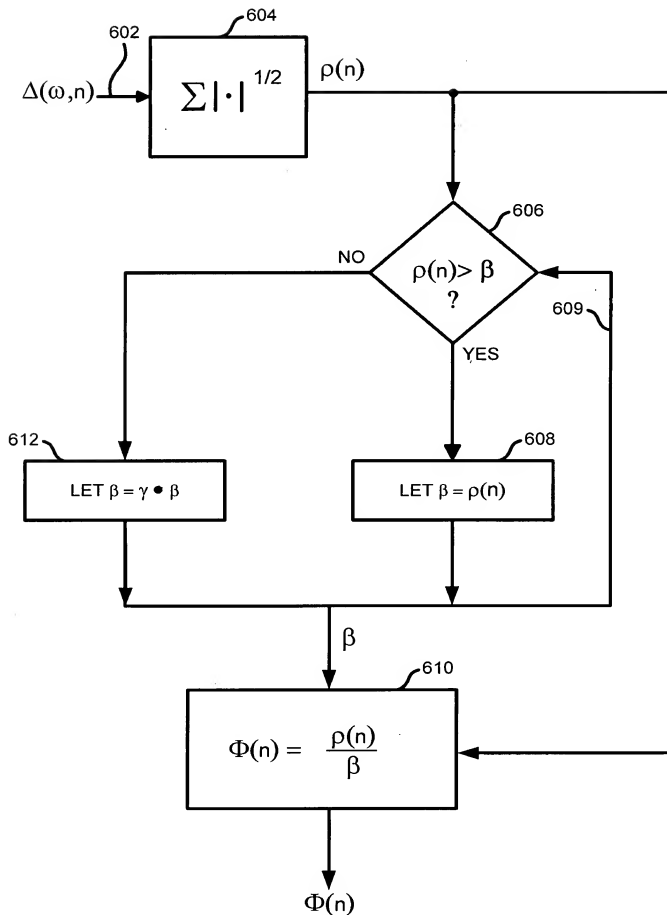 604
602
Δ(ω,n)
∑|·| 1/2
ρ(n)
606
NO
ρ(n)> β
?
609
YES
612
608
LET β = γ • β
LET β = ρ(n)
β
610
Φ(n) = ρ(n)
β
Φ(n)